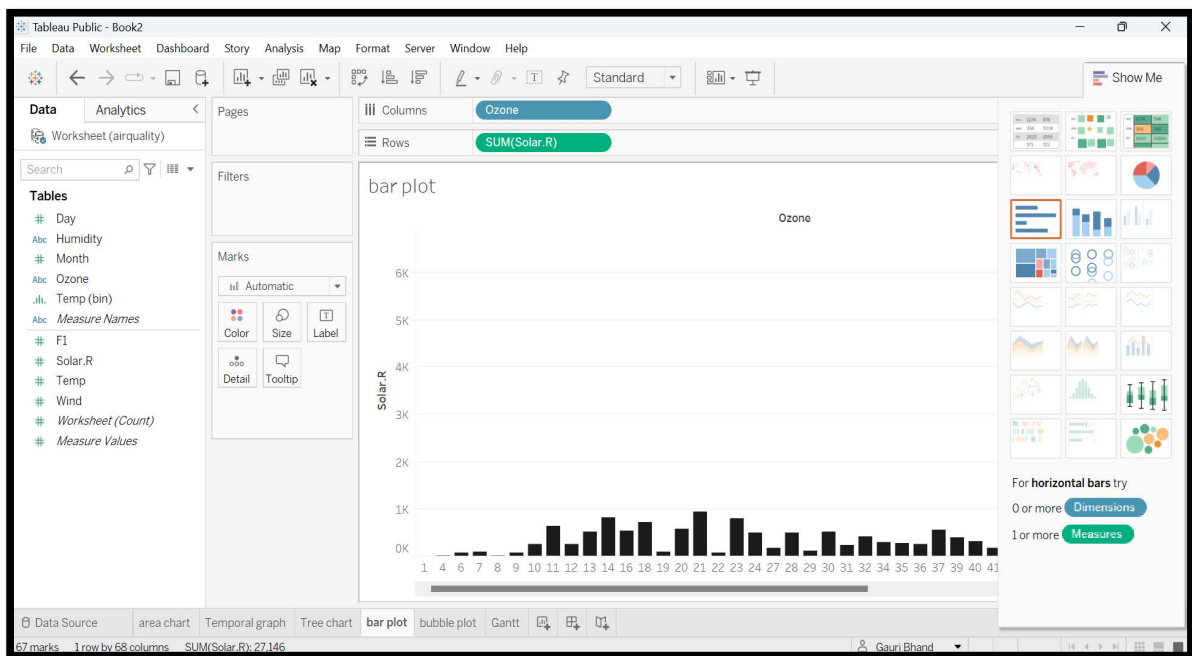 Tableau Public - Book2
File Data Worksheet Dashboard Story Analysis Map Format Server Window Help
Standard
Show Me
Data Analytics
Worksheet (airquality)
Search
Tables
# Day
Abc Humidity
# Month
Abc Ozone
Temp (bin)
Abc Measure Names
# F1
# Solar.R
# Temp
# Wind
# Worksheet (Count)
# Measure Values
Pages
Filters
Marks
Automatic
Color Size Label
Detail Tooltip
Columns Ozone
Rows SUM(Solar.R)
bar plot
Ozone
Solar.R
6K
5K
4K
3K
2K
1K
0K
1 4 6 7 8 9 10 11 12 13 14 16 18 19 20 21 22 23 24 27 28 29 30 31 32 34 35 36 37 39 40 41
For horizontal bars try
0 or more Dimensions
1 or more Measures
Data Source area chart Temporal graph Tree chart bar plot bubble plot Gantt
67 marks 1 row by 68 columns SUM(Solar.R): 27,146
Gauri Bhand